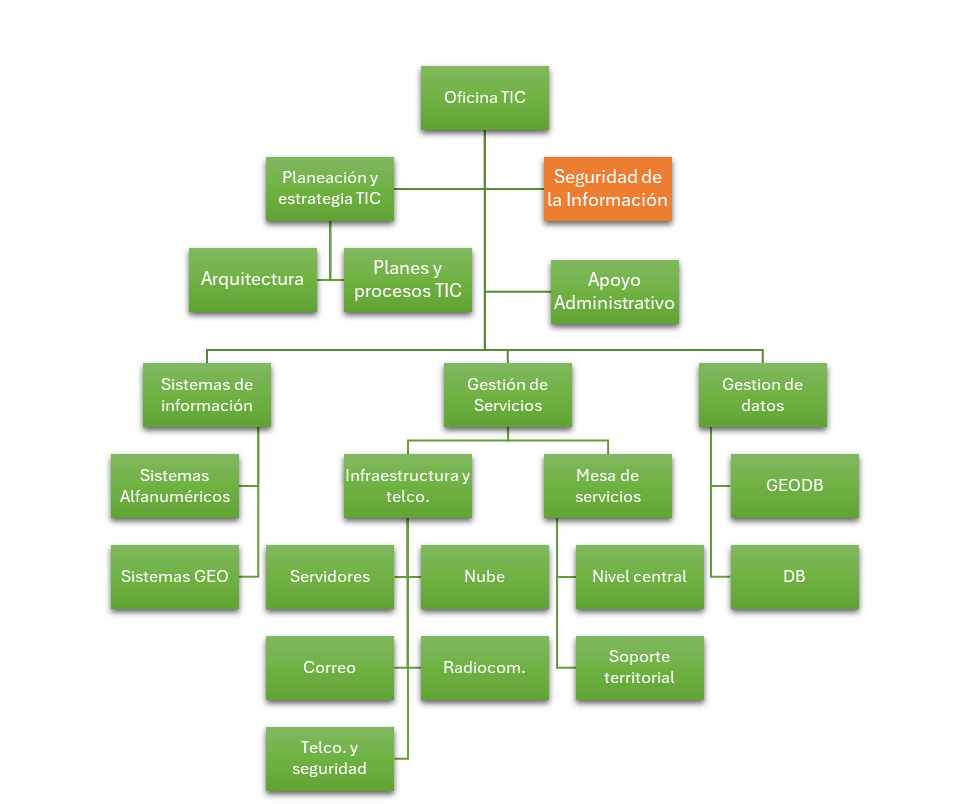 Oficina TIC
Planeación y
estrategia TIC
Seguridad de
la Información
Arquitectura
Planes y
procesos TIC
Apoyo
Administrativo
Sistemas de
información
Gestión de
Servicios
Gestion de
datos
Sistemas
Alfanuméricos
Infraestructura y
telco.
Mesa de
servicios
GEODB
Sistemas GEO
Servidores
Nube
Nivel central
DB
Correo
Radiocom.
Soporte
territorial
Telco. y
seguridad